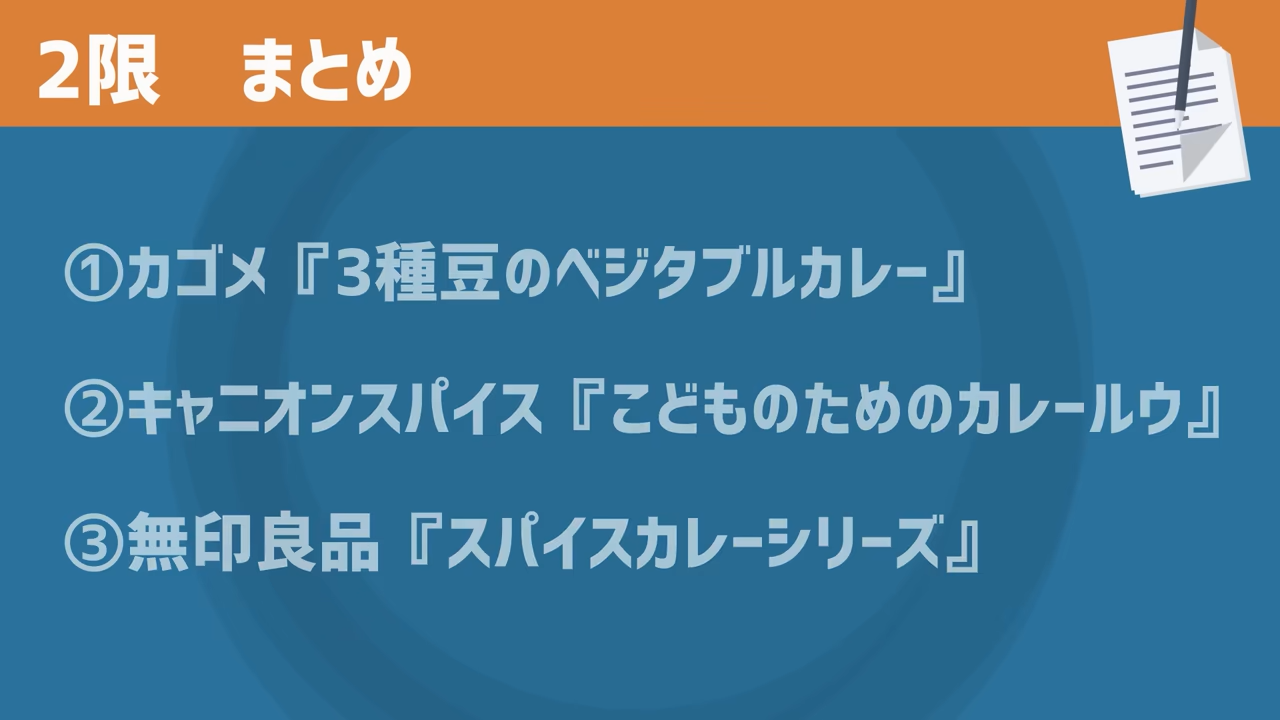 2限　まとめ
①カゴメ『3種豆のベジタブルカレー』
②キャニオンスパイス『こどものためのカレールウ』
③無印良品『スパイスカレーシリーズ』